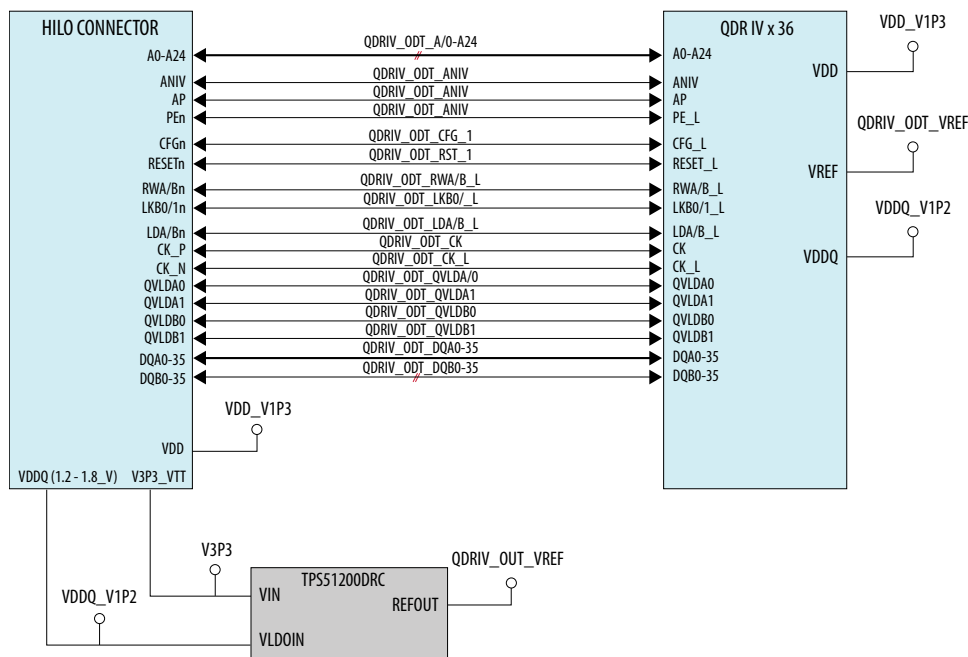 HILO CONNECTOR
QDR IV x 36
VDD_V1P3
A0-A24
QDRIV_ODT_A/0-A24
A0-A24
VDD
ANIV
QDRIV_ODT_ANIV
ANIV
AP
QDRIV_ODT_ANIV
AP
PEn
QDRIV_ODT_ANIV
PE_L
QDRIV_ODT_VREF
CFGn
QDRIV_ODT_CFG_1
CFG_L
RESETn
QDRIV_ODT_RST_1
RESET_L
VREF
RWA/Bn
QDRIV_ODT_RWA/B_L
RWA/B_L
LKB0/1n
QDRIV_ODT_LKB0/_L
LKB0/1_L
VDDQ_V1P2
LDA/Bn
QDRIV_ODT_LDA/B_L
LDA/B_L
CK_P
QDRIV_ODT_CK
CK
VDDQ
CK_N
QDRIV_ODT_CK_L
CK_L
QVLDA0
QDRIV_ODT_QVLDA/0
QVLDA0
QVLDA1
QDRIV_ODT_QVLDA1
QVLDA1
QVLDB0
QDRIV_ODT_QVLDB0
QVLDB0
QVLDB1
QDRIV_ODT_QVLDB1
QVLDB1
DQA0-35
QDRIV_ODT_DQA0-35
DQA0-35
DQB0-35
QDRIV_ODT_DQB0-35
DQB0-35
VDD_V1P3
VDD
VDDQ (1.2 - 1.8_V)
V3P3_VTT
V3P3
QDRIV_OUT_VREF
TPS51200DRC
VIN
REFOUT
VDDQ_V1P2
VLDOIN